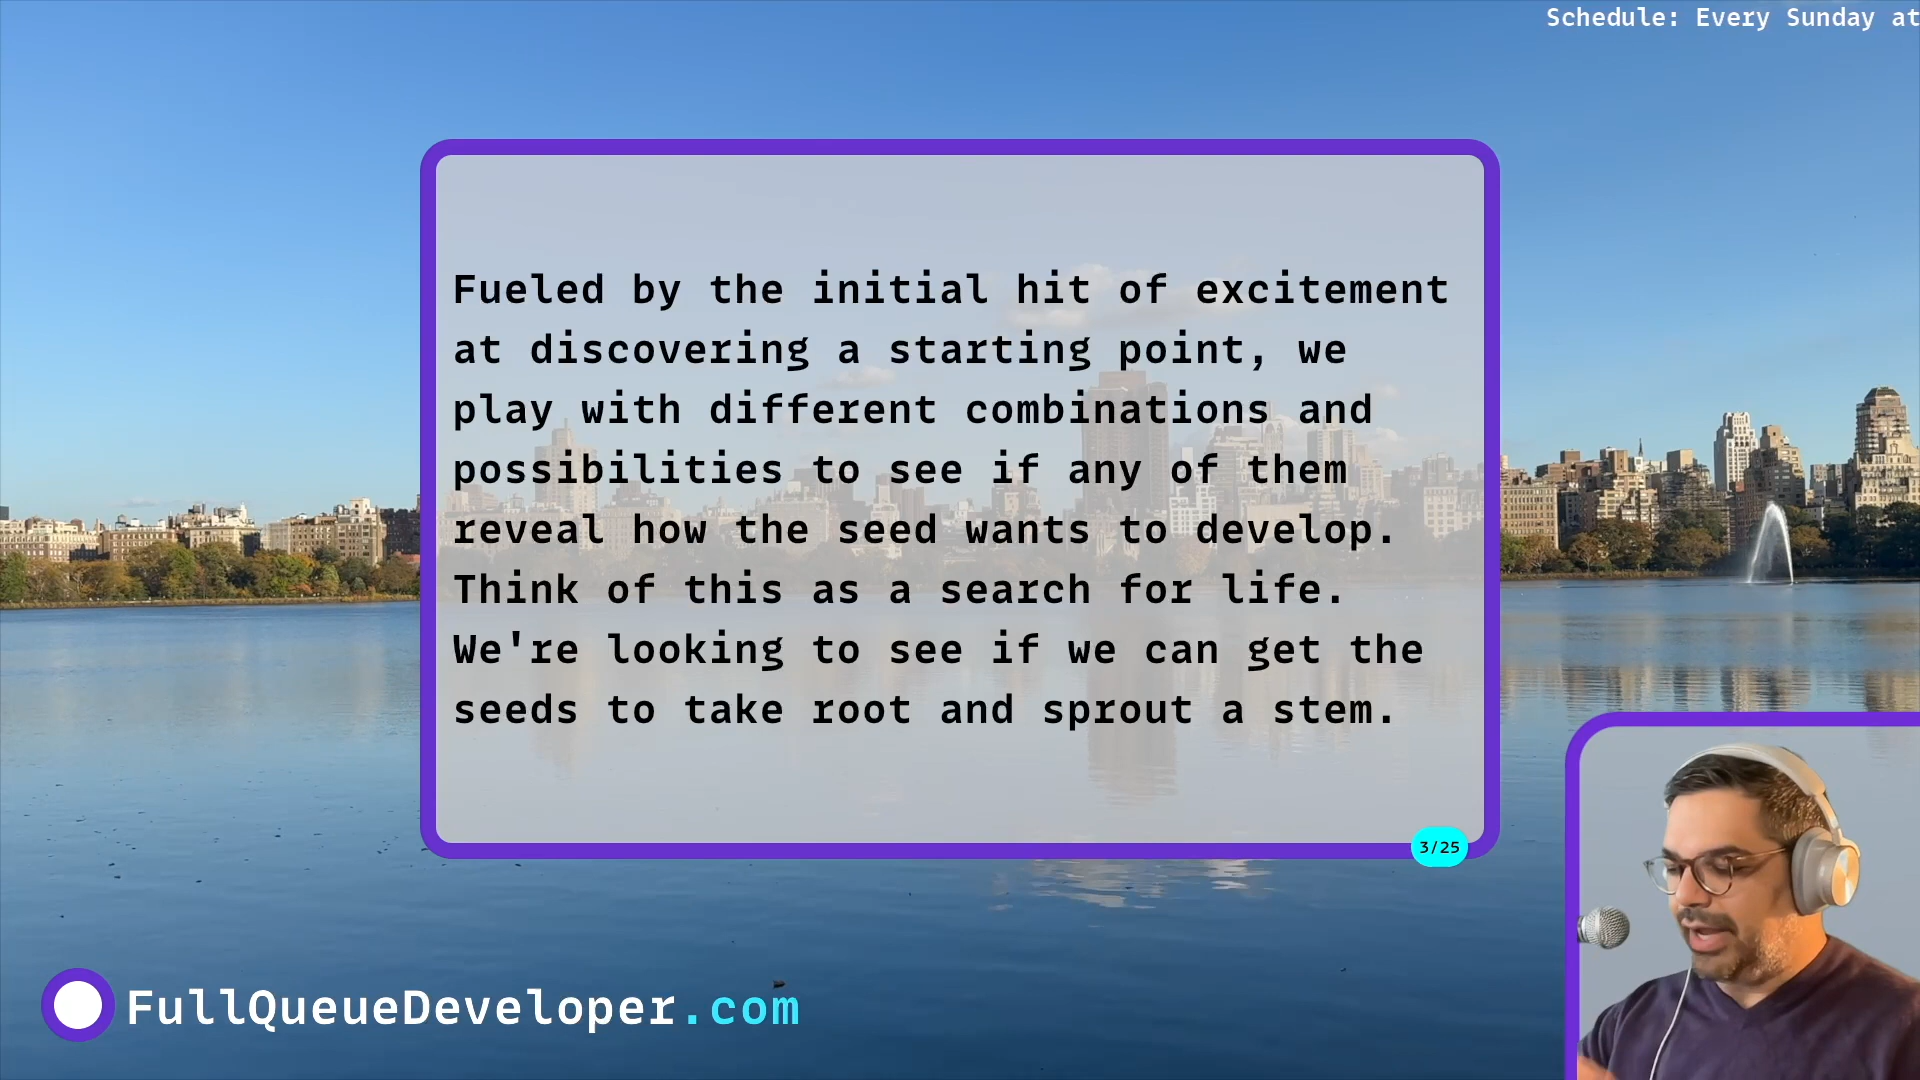 Schedule: Every Sunday at
Fueled by the initial hit of excitement
at discovering a starting point, we
play with different combinations and
possibilities to see if any of them
reveal how the seed wants to develop.
Think of this as a search for life.
We're looking to see if we can get the
seeds to take root and sprout a stem.
3/25
FullQueueDeveloper.com